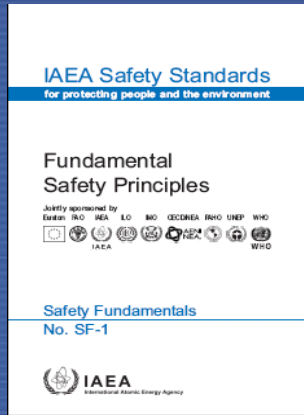 IAEA Safety Standards
for protecting people and the environment
Fundamental
Safety Principles
Jointly sponsored by
Euratom FAO IAEA ILO IMO OECD/NEA PAHO UNEP WHO
IAEA
NEA
WHO
Safety Fundamentals
No. SF-1
IAEA
International Atomic Energy Agency